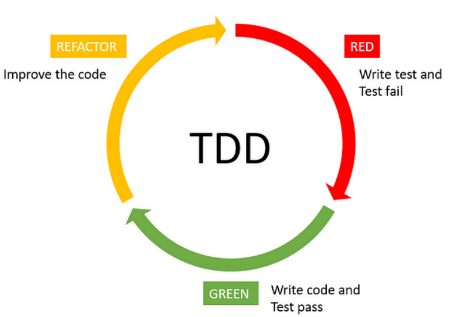 REFACTOR
Improve the code
RED
Write test and
Test fail
TDD
GREEN
Write code and
Test pass